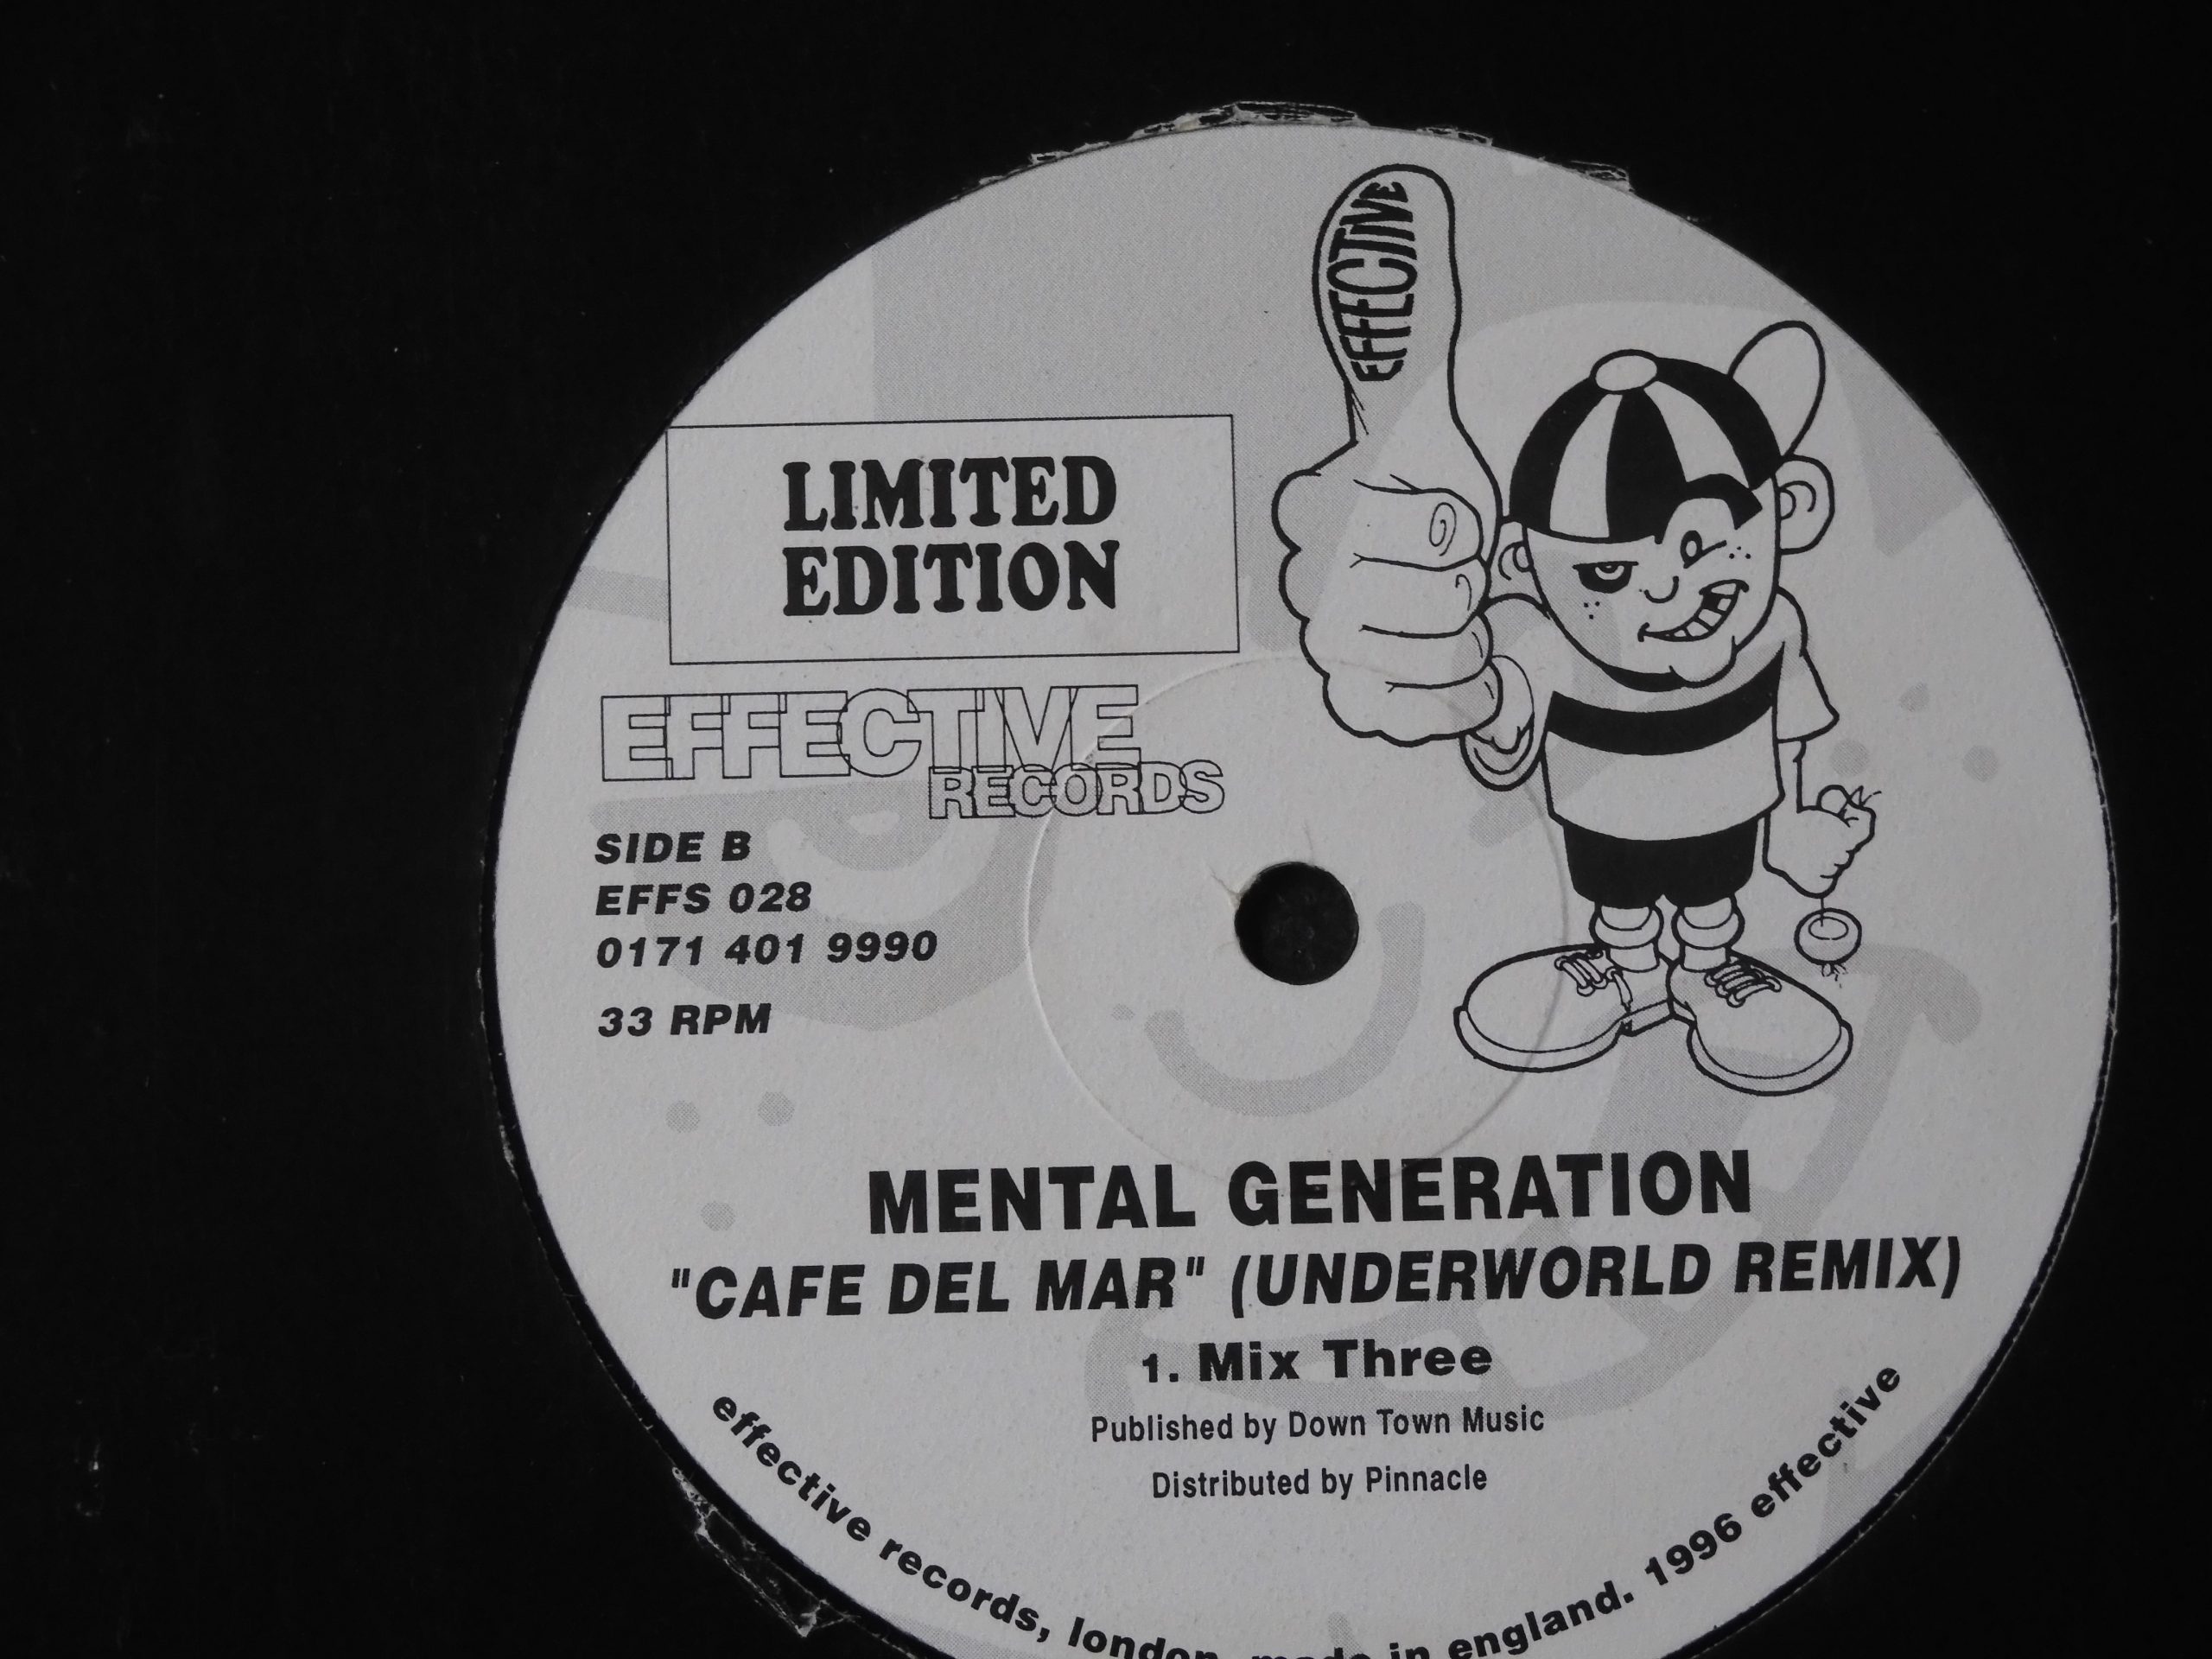 EFFECTIVE
LIMITED
EDITION
EFFECTIVE
RECORDS
SIDE B
EFFS 028
0171 401 9990
33 RPM
MENTAL GENERATION
"CAFE DEL MAR" (UNDERWORLD REMIX)
1. Mix Three
Published by Down Town Music
Distributed by Pinnacle
effective records, london. made in england. 1996 effective